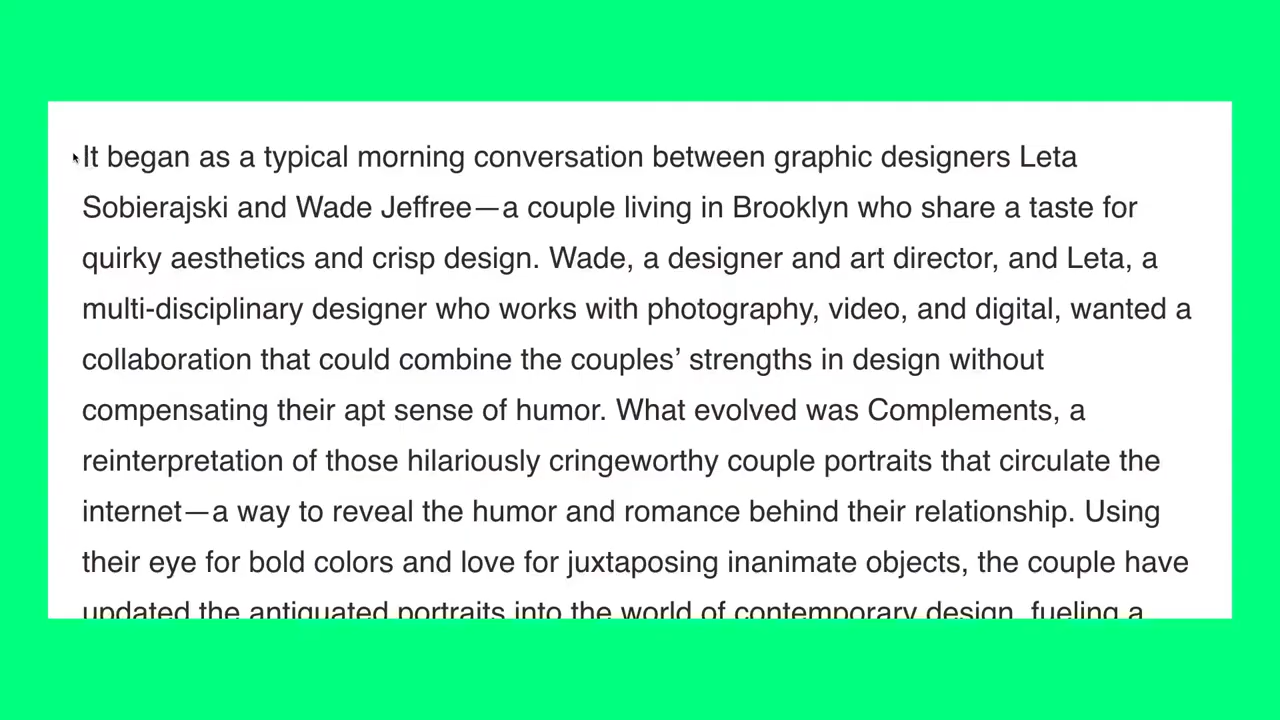 It began as a typical morning conversation between graphic designers Leta
Sobierajski and Wade Jeffree—a couple living in Brooklyn who share a taste for
quirky aesthetics and crisp design. Wade, a designer and art director, and Leta, a
multi-disciplinary designer who works with photography, video, and digital, wanted a
collaboration that could combine the couples’ strengths in design without
compensating their apt sense of humor. What evolved was Complements, a
reinterpretation of those hilariously cringeworthy couple portraits that circulate the
internet—a way to reveal the humor and romance behind their relationship. Using
their eye for bold colors and love for juxtaposing inanimate objects, the couple have
updated the antiquated portraits into the world of contemporary design, fueling a